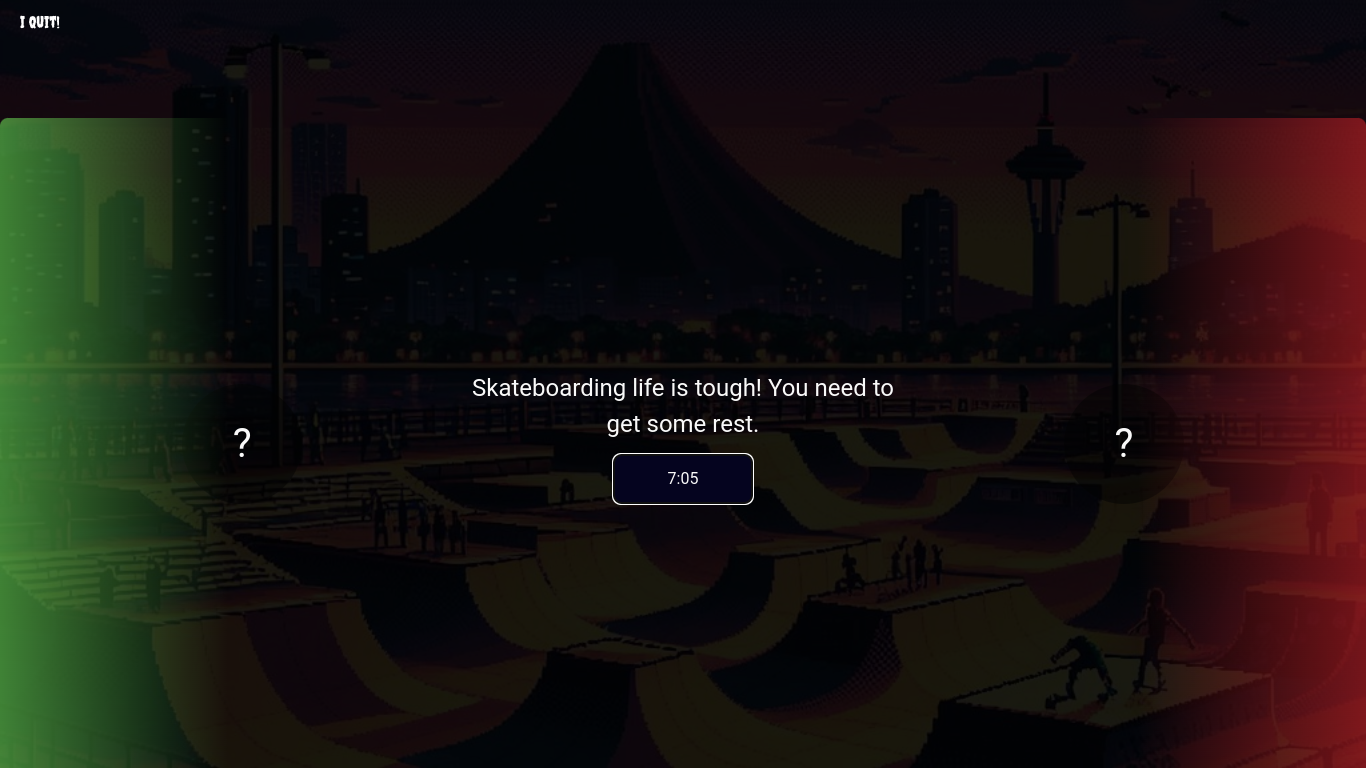 I QUIT!
Skateboarding life is tough! You need to
get some rest.
? ?
7:05